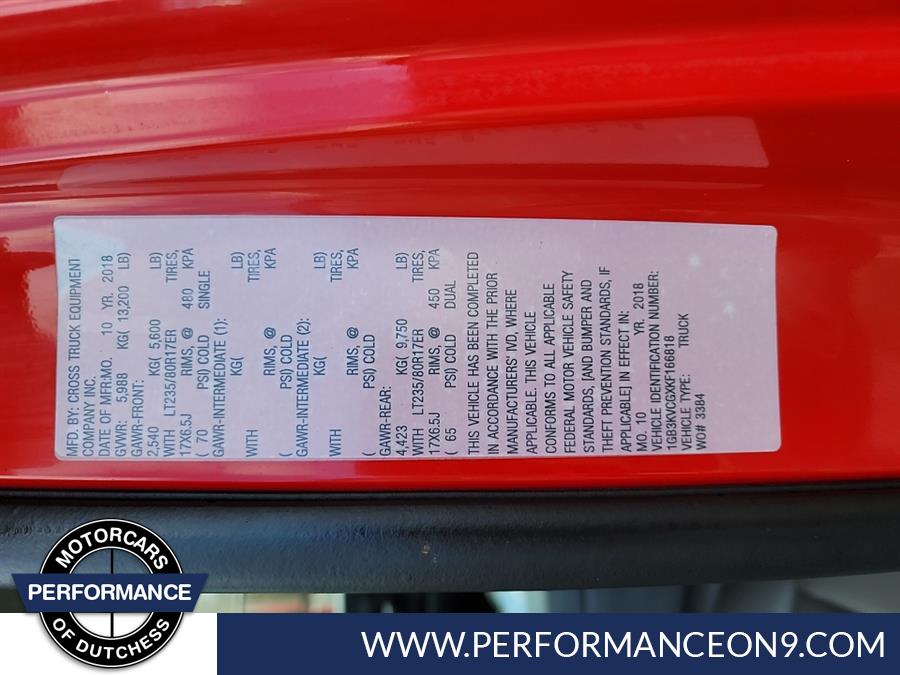 MFD. BY: CROSS TRUCK EQUIPMENT
COMPANY INC.
DATE OF MFR:MO. 10 YR. 2018
GVWR: 5,988 KG( 13,200 LB)
GAWR-FRONT:
2,540 KG( 5,600 LB)
WITH LT235/80R17ER TIRES,
17X6.5J RIMS, @ 480 KPA
( 70 PSI) COLD SINGLE
GAWR-INTERMEDIATE (1):
KG( LB)
WITH TIRES,
RIMS, @ KPA
( PSI) COLD
GAWR-INTERMEDIATE (2):
KG( LB)
WITH TIRES,
RIMS, @ KPA
( PSI) COLD
GAWR-REAR:
4,423 KG( 9,750 LB)
WITH LT235/80R17ER TIRES,
17X6.5J RIMS, @ 450 KPA
( 65 PSI) COLD DUAL
THIS VEHICLE HAS BEEN COMPLETED
IN ACCORDANCE WITH THE PRIOR
MANUFACTURERS' IVD, WHERE
APPLICABLE. THIS VEHICLE
CONFORMS TO ALL APPLICABLE
FEDERAL MOTOR VEHICLE SAFETY
STANDARDS, [AND BUMPER AND
THEFT PREVENTION STANDARDS, IF
APPLICABLE] IN EFFECT IN:
MO. 10 YR. 2018
VEHICLE IDENTIFICATION NUMBER:
1GB3KVCGXKF166818
VEHICLE TYPE: TRUCK
WO# 3384
MOTORCARS
PERFORMANCE
OF DUTCHESS
WWW.PERFORMANCEON9.COM